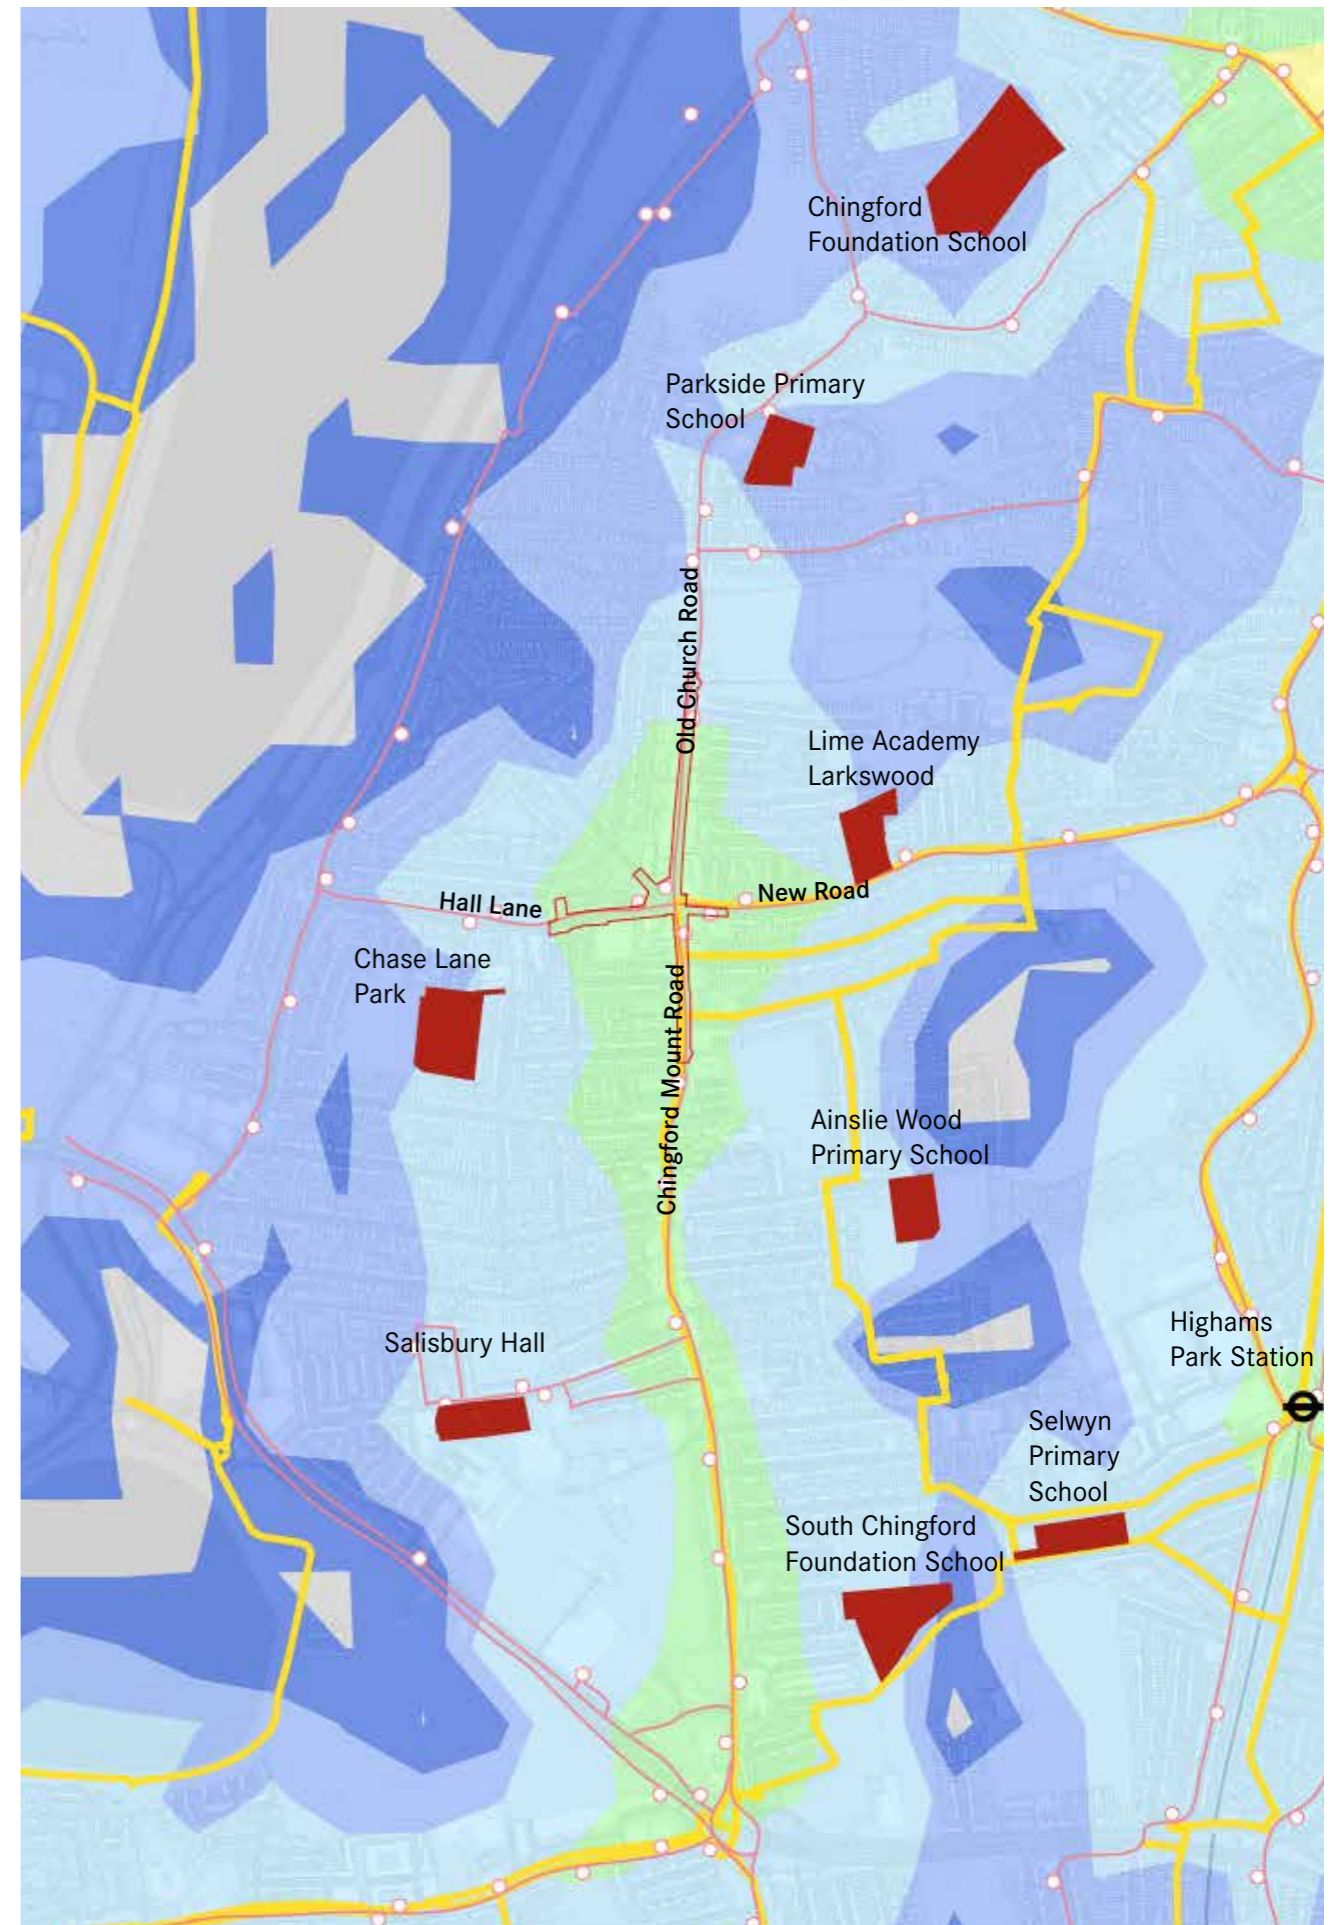 Chingford
Foundation School
Parkside Primary
School
Old Church Road
Lime Academy
Larkswood
Hall Lane
New Road
Chase Lane
Park
Chingford Mount Road
Ainslie Wood
Primary School
Highams
Park Station
Salisbury Hall
Selwyn
Primary
School
South Chingford
Foundation School